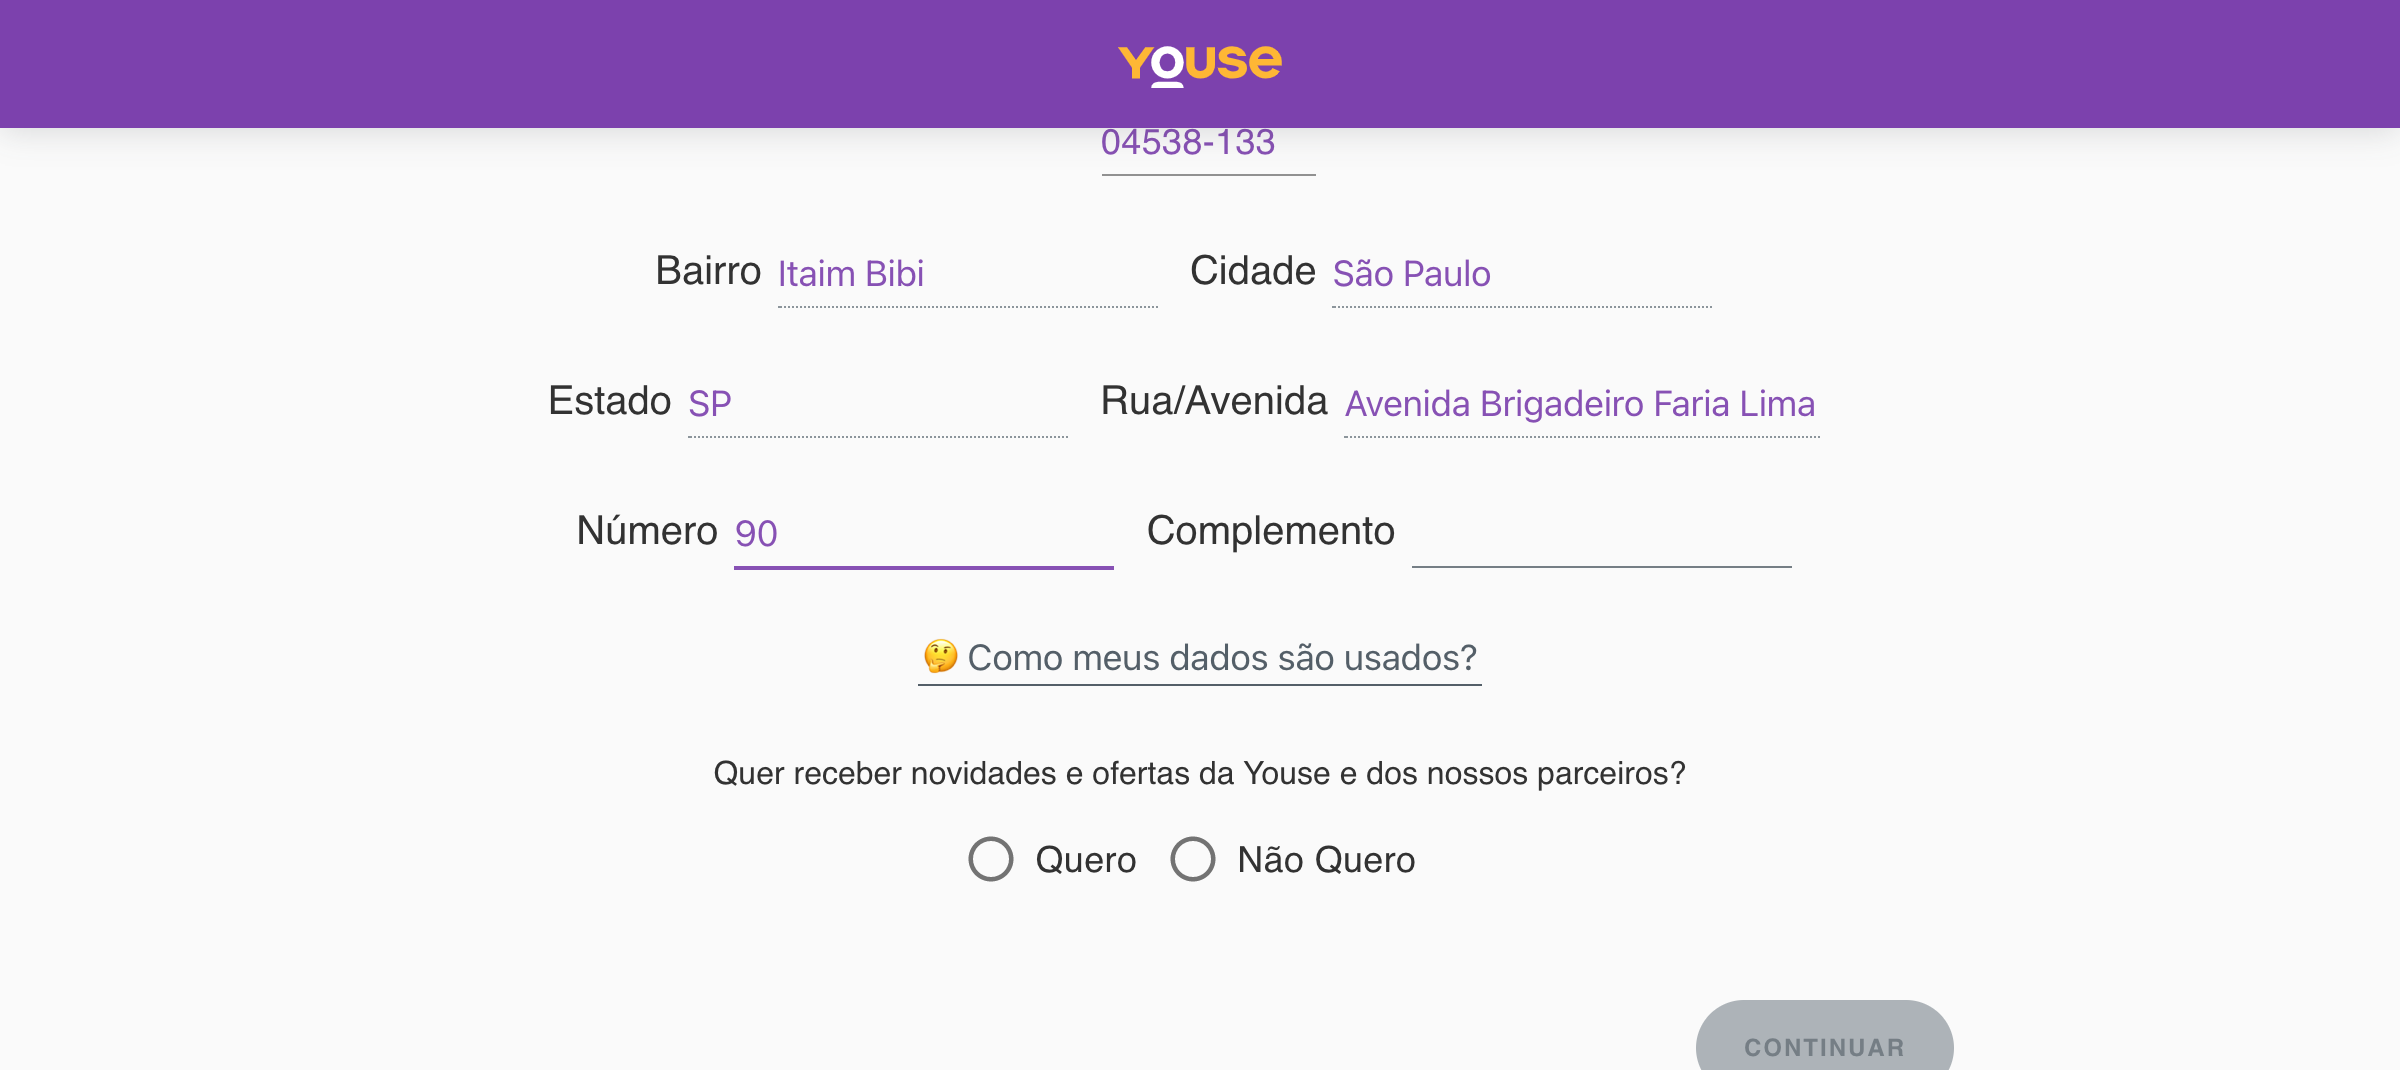 Youse
04538-133
Bairro Itaim Bibi Cidade São Paulo
Estado SP Rua/Avenida Avenida Brigadeiro Faria Lima
Número 90 Complemento
🤔 Como meus dados são usados?
Quer receber novidades e ofertas da Youse e dos nossos parceiros?
Quero Não Quero
CONTINUAR